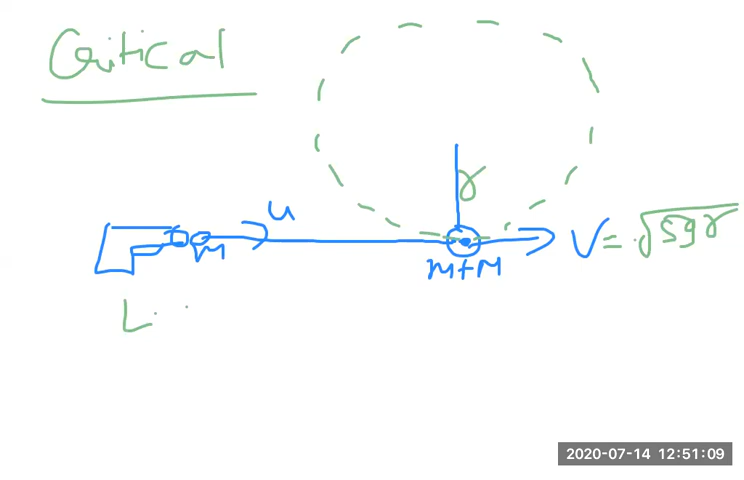 Critical
r
u
m
V = √5gr
m+M
L
2020-07-14 12:51:09